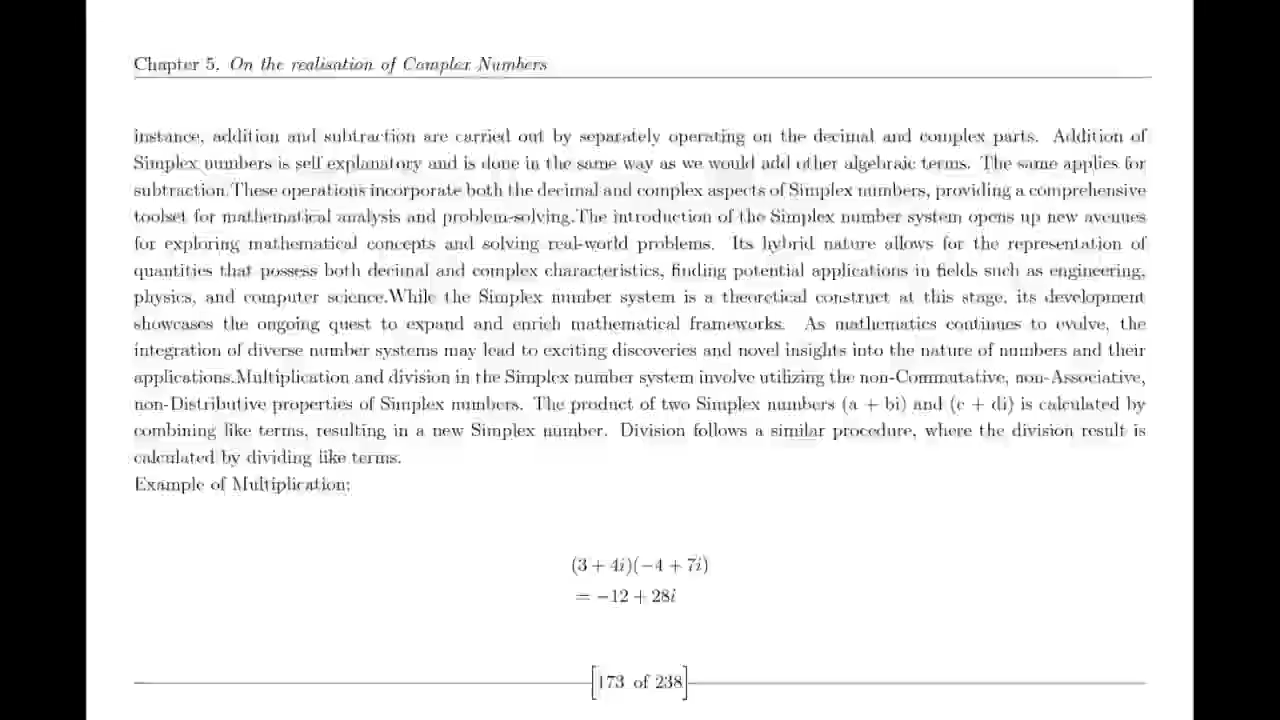 Chapter 5. On the realisation of Complex Numbers
instance, addition and subtraction are carried out by separately operating on the decimal and complex parts. Addition of
Simplex numbers is self explanatory and is done in the same way as we would add other algebraic terms. The same applies for
subtraction.These operations incorporate both the decimal and complex aspects of Simplex numbers, providing a comprehensive
toolset for mathematical analysis and problem-solving.The introduction of the Simplex number system opens up new avenues
for exploring mathematical concepts and solving real-world problems. Its hybrid nature allows for the representation of
quantities that possess both decimal and complex characteristics, finding potential applications in fields such as engineering,
physics, and computer science.While the Simplex number system is a theoretical construct at this stage, its development
showcases the ongoing quest to expand and enrich mathematical frameworks. As mathematics continues to evolve, the
integration of diverse number systems may lead to exciting discoveries and novel insights into the nature of numbers and their
applications.Multiplication and division in the Simplex number system involve utilizing the non-Commutative, non-Associative,
non-Distributive properties of Simplex numbers. The product of two Simplex numbers (a + bi) and (c + di) is calculated by
combining like terms, resulting in a new Simplex number. Division follows a similar procedure, where the division result is
calculated by dividing like terms.
Example of Multiplication:
(3 + 4i)(−4 + 7i)
= −12 + 28i
[173 of 238]